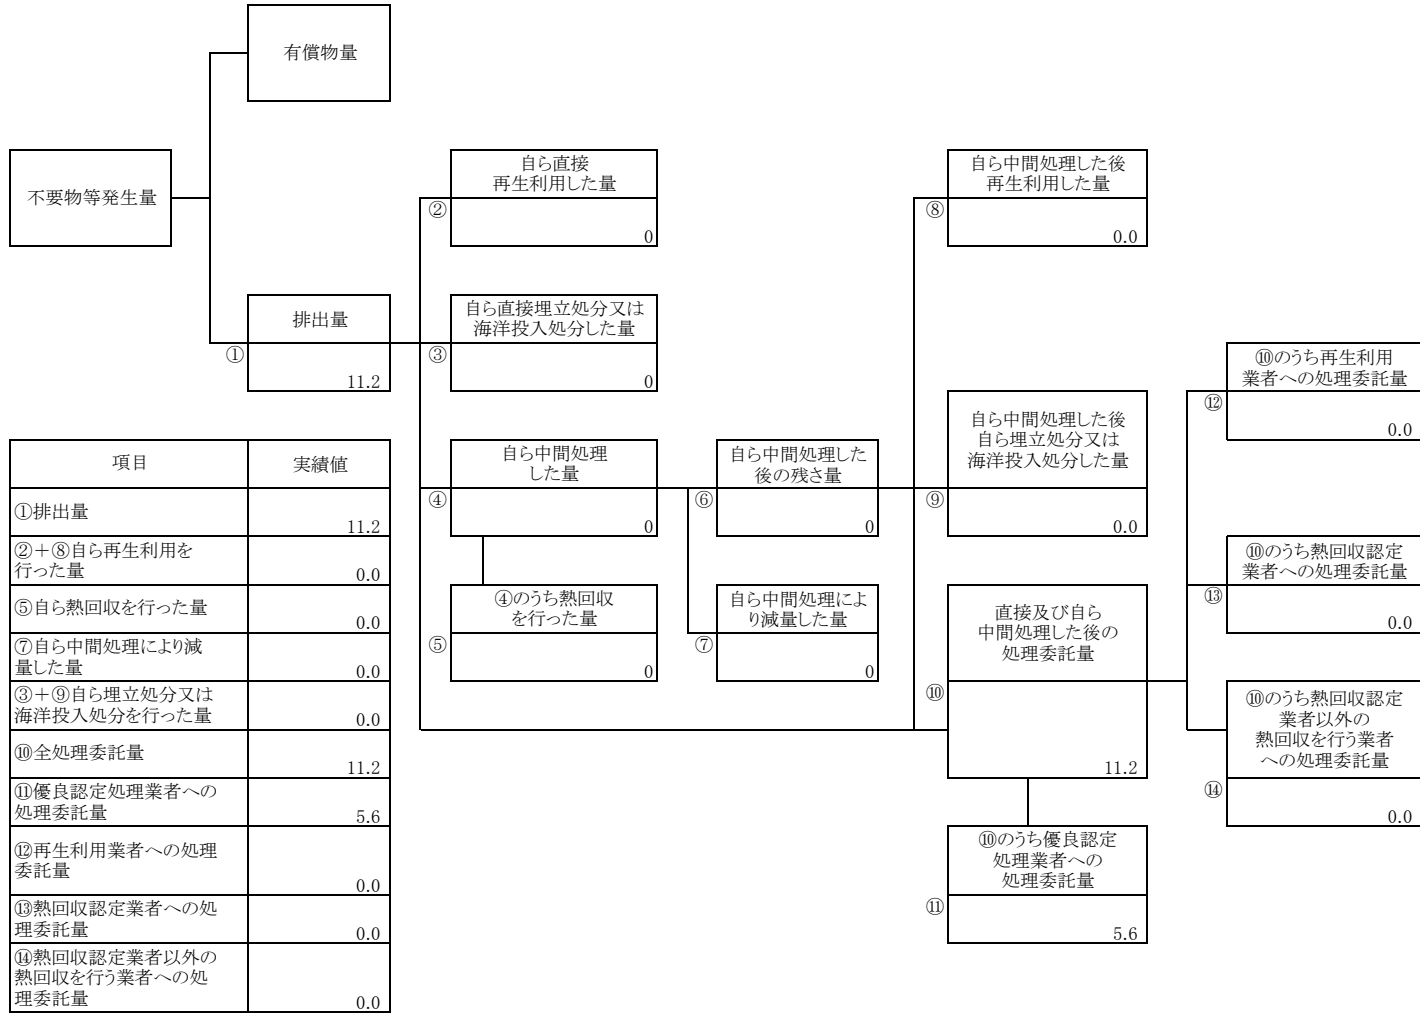 有償物量
不要物等発生量
①
排出量
11.2
②
自ら直接
再生利用した量
0
③
自ら直接埋立処分又は
海洋投入処分した量
0
④
自ら中間処理
した量
0
⑤
④のうち熱回収
を行った量
0
⑥
自ら中間処理した
後の残さ量
0
⑦
自ら中間処理によ
り減量した量
0
⑧
自ら中間処理した後
再生利用した量
0.0
⑨
自ら中間処理した後
自ら埋立処分又は
海洋投入処分した量
0.0
⑩
直接及び自ら
中間処理した後の
処理委託量
11.2
⑪
⑩のうち優良認定
処理業者への
処理委託量
5.6
⑫
⑩のうち再生利用
業者への処理委託量
0.0
⑬
⑩のうち熱回収認定
業者への処理委託量
0.0
⑭
⑩のうち熱回収認定
業者以外の
熱回収を行う業者
への処理委託量
0.0
項目 実績値
①排出量
11.2
②＋⑧自ら再生利用を
行った量
0.0
⑤自ら熱回収を行った量
0.0
⑦自ら中間処理により減
量した量
0.0
③＋⑨自ら埋立処分又は
海洋投入処分を行った量
0.0
⑩全処理委託量
11.2
⑪優良認定処理業者への
処理委託量
5.6
⑫再生利用業者への処理
委託量
0.0
⑬熱回収認定業者への処
理委託量
0.0
⑭熱回収認定業者以外の
熱回収を行う業者への処
理委託量
0.0